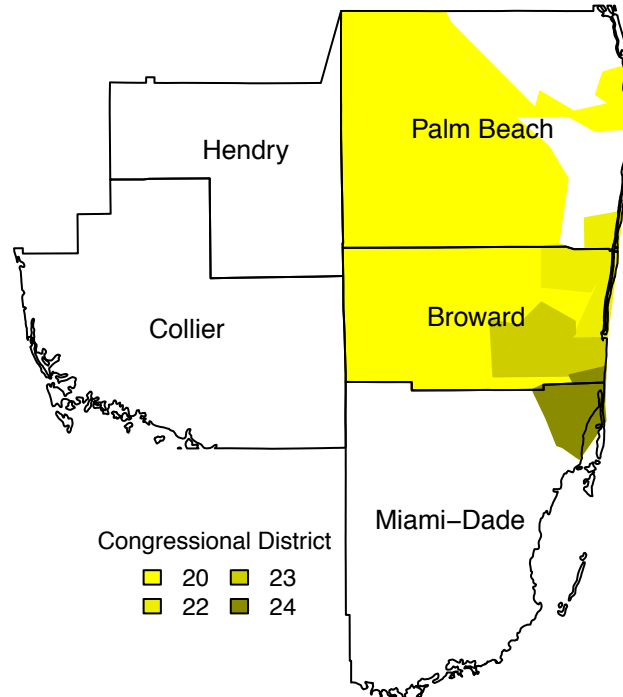 Palm Beach
Hendry
Broward
Collier
Miami−Dade
Congressional District
20 23
22 24